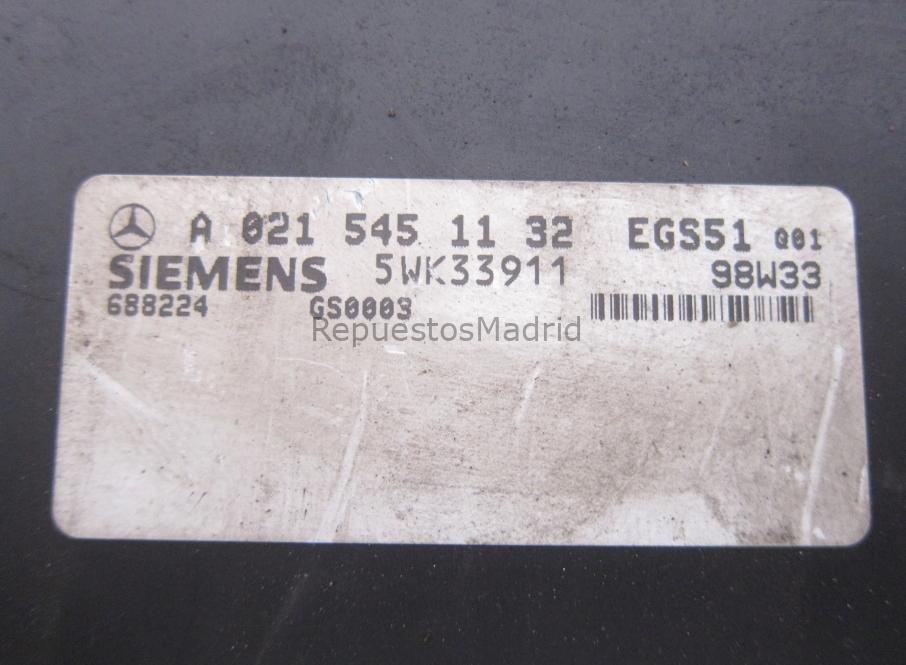 A 021 545 11 32 EGS51 Q01
SIEMENS 5WK33911 98W33
688224 GS0003
RepuestosMadrid